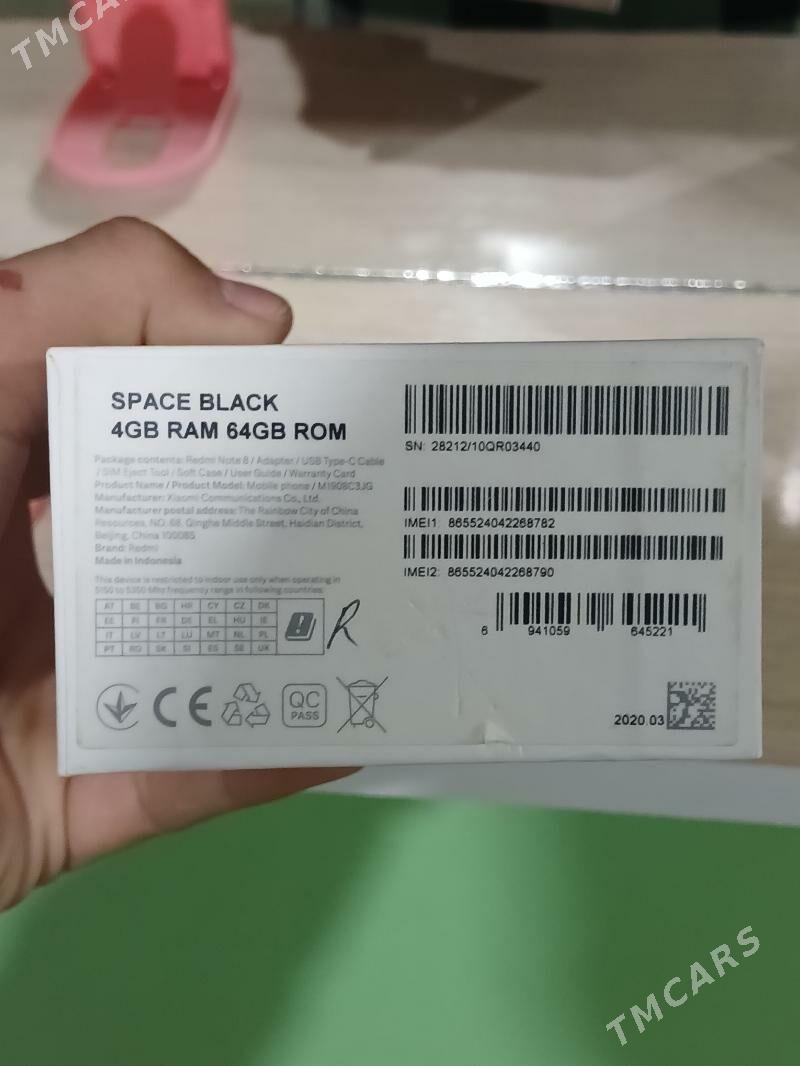 TMCARS
SPACE BLACK
4GB RAM 64GB ROM
Package contents: Redmi Note 8 / Adapter / USB Type-C Cable
/ SIM Eject Tool / Soft Case / User Guide / Warranty Card
Product Name / Product Model: Mobile phone / M1908C3JG
Manufacturer: Xiaomi Communications Co., Ltd.
Manufacturer postal address: The Rainbow City of China
Resources, NO. 68, Qinghe Middle Street, Haidian District,
Beijing, China 100085
Brand: Redmi
Made in Indonesia
This device is restricted to indoor use only when operating in
5150 to 5350 Mhz frequency range in following countries:
AT BE BG HR CY CZ DK
EE FI FR DE EL HU IE
IT LV LT LU MT NL PL
PT RO SK SI ES SE UK
R
CE
QC
PASS
SN: 28212/10QR03440
IMEI1: 865524042268782
IMEI2: 865524042268790
6 941059 645221
2020.03
TMCARS